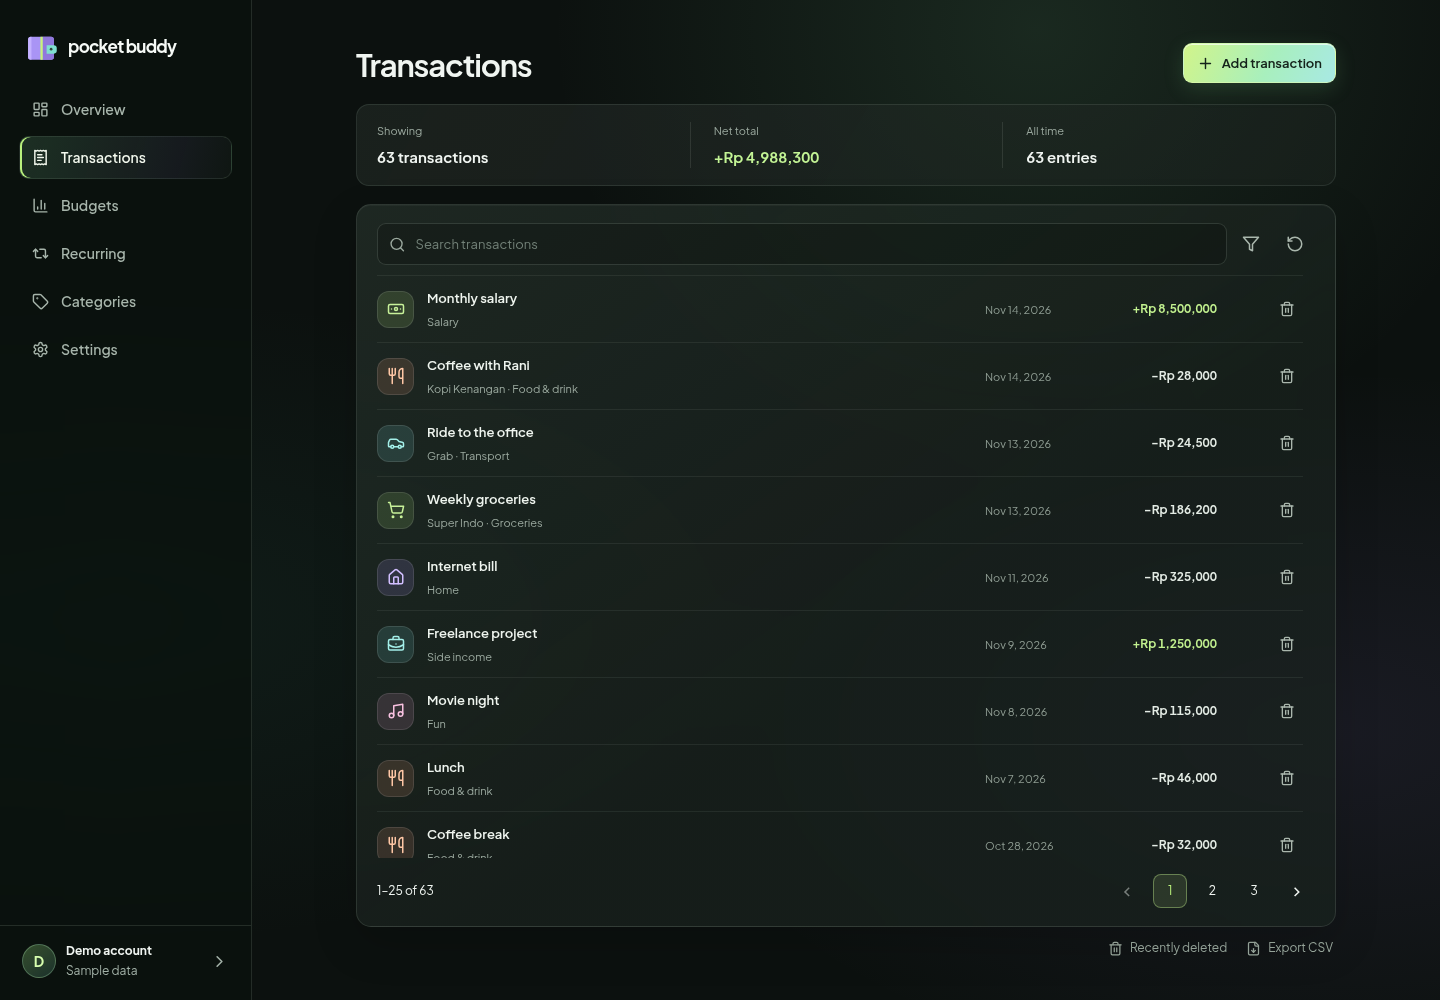 pocket buddy
Overview
Transactions
Budgets
Recurring
Categories
Settings
Demo account
Sample data
D
Transactions
Add transaction
Showing
63 transactions
Net total
+Rp 4,988,300
All time
63 entries
Search transactions
Monthly salary
Salary
Nov 14, 2026
+Rp 8,500,000
Coffee with Rani
Kopi Kenangan · Food & drink
Nov 14, 2026
−Rp 28,000
Ride to the office
Grab · Transport
Nov 13, 2026
−Rp 24,500
Weekly groceries
Super Indo · Groceries
Nov 13, 2026
−Rp 186,200
Internet bill
Home
Nov 11, 2026
−Rp 325,000
Freelance project
Side income
Nov 9, 2026
+Rp 1,250,000
Movie night
Fun
Nov 8, 2026
−Rp 115,000
Lunch
Food & drink
Nov 7, 2026
−Rp 46,000
Coffee break
Food & drink
Oct 28, 2026
−Rp 32,000
1–25 of 63
1 2 3
Recently deleted
Export CSV